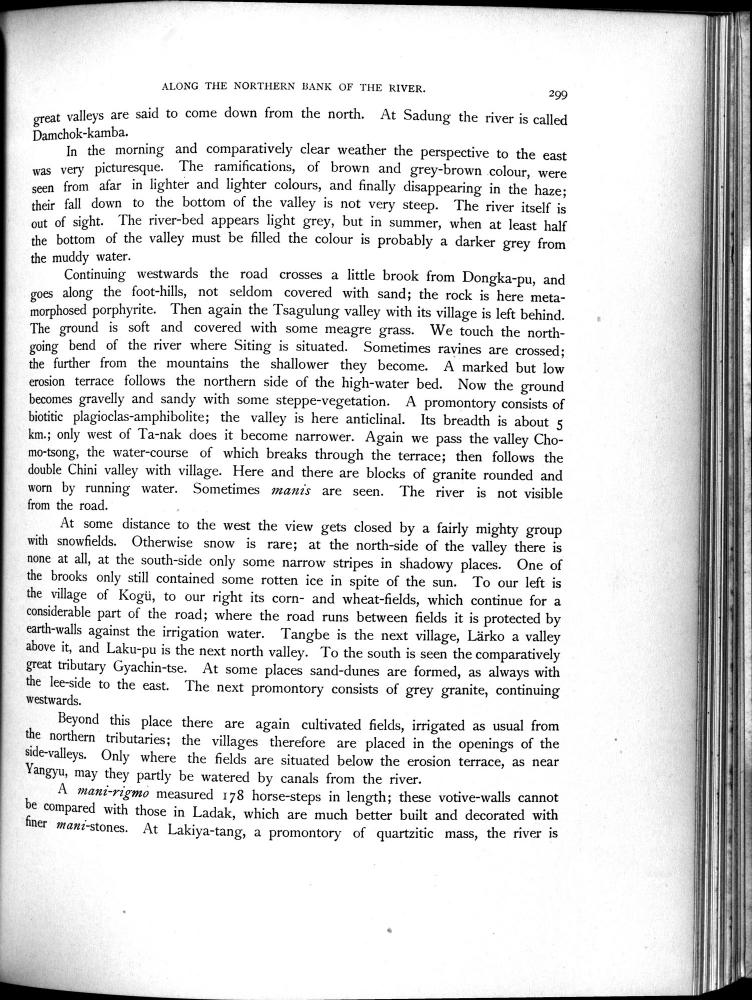 ALONG THE NORTHERN BANK OF THE RIVER.
299
great valleys are said to come down from the north. At Sadung the river is called
Damchok-kamba.
In the morning and comparatively clear weather the perspective to the east
was very picturesque. The ramifications, of brown and grey-brown colour, were
seen from afar in lighter and lighter colours, and finally disappearing in the haze;
their fall down to the bottom of the valley is not very steep. The river itself is
out of sight. The river-bed appears light grey, but in summer, when at least half
the bottom of the valley must be filled the colour is probably a darker grey from
the muddy water.
Continuing westwards the road crosses a little brook from Dongka-pu, and
goes along the foot-hills, not seldom covered with sand; the rock is here meta-
morphosed porphyrite. Then again the Tsagulung valley with its village is left behind.
The ground is soft and covered with some meagre grass. We touch the north-
going bend of the river where Siting is situated. Sometimes ravines are crossed;
the further from the mountains the shallower they become. A marked but low
erosion terrace follows the northern side of the high-water bed. Now the ground
becomes gravelly and sandy with some steppe-vegetation. A promontory consists of
biotitic plagioclas-amphibolite; the valley is here anticlinal. Its breadth is about 5
km.; only west of Ta-nak does it become narrower. Again we pass the valley Cho-
mo-tsong, the water-course of which breaks through the terrace; then follows the
double Chini valley with village. Here and there are blocks of granite rounded and
worn by running water. Sometimes manis are seen. The river is not visible
from the road.
At some distance to the west the view gets closed by a fairly mighty group
with snowfields. Otherwise snow is rare; at the north-side of the valley there is
none at all, at the south-side only some narrow stripes in shadowy places. One of
the brooks only still contained some rotten ice in spite of the sun. To our left is
the village of Kogü, to our right its corn- and wheat-fields, which continue for a
considerable part of the road; where the road runs between fields it is protected by
earth-walls against the irrigation water. Tangbe is the next village, Lärko a valley
above it, and Laku-pu is the next north valley. To the south is seen the comparatively
great tributary Gyachin-tse. At some places sand-dunes are formed, as always with
the lee-side to the east. The next promontory consists of grey granite, continuing
westwards.
Beyond this place there are again cultivated fields, irrigated as usual from
the northern tributaries; the villages therefore are placed in the openings of the
side-valleys. Only where the fields are situated below the erosion terrace, as near
Yangyu, may they partly be watered by canals from the river.
A mani-rigmo measured 178 horse-steps in length; these votive-walls cannot
be compared with those in Ladak, which are much better built and decorated with
finer mani-stones. At Lakiya-tang, a promontory of quartzitic mass, the river is